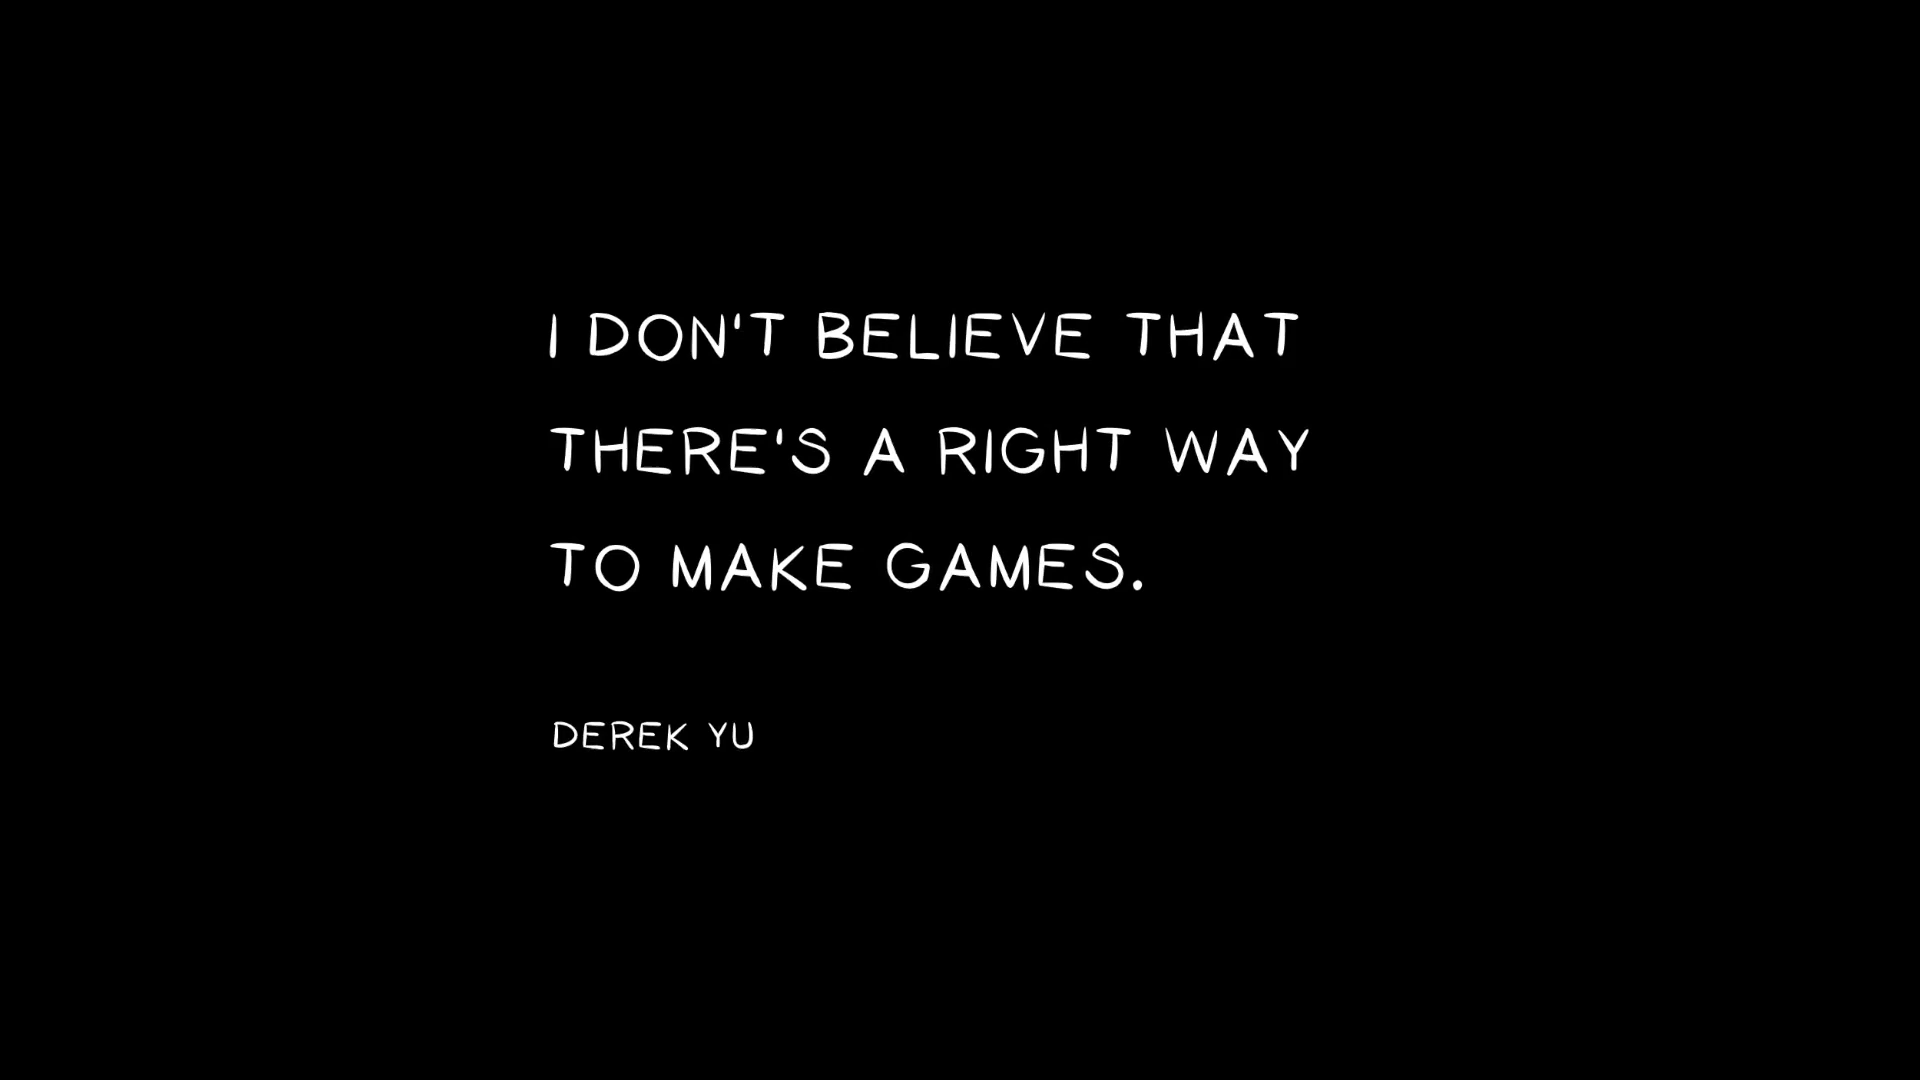 I DON'T BELIEVE THAT
THERE'S A RIGHT WAY
TO MAKE GAMES.
DEREK YU